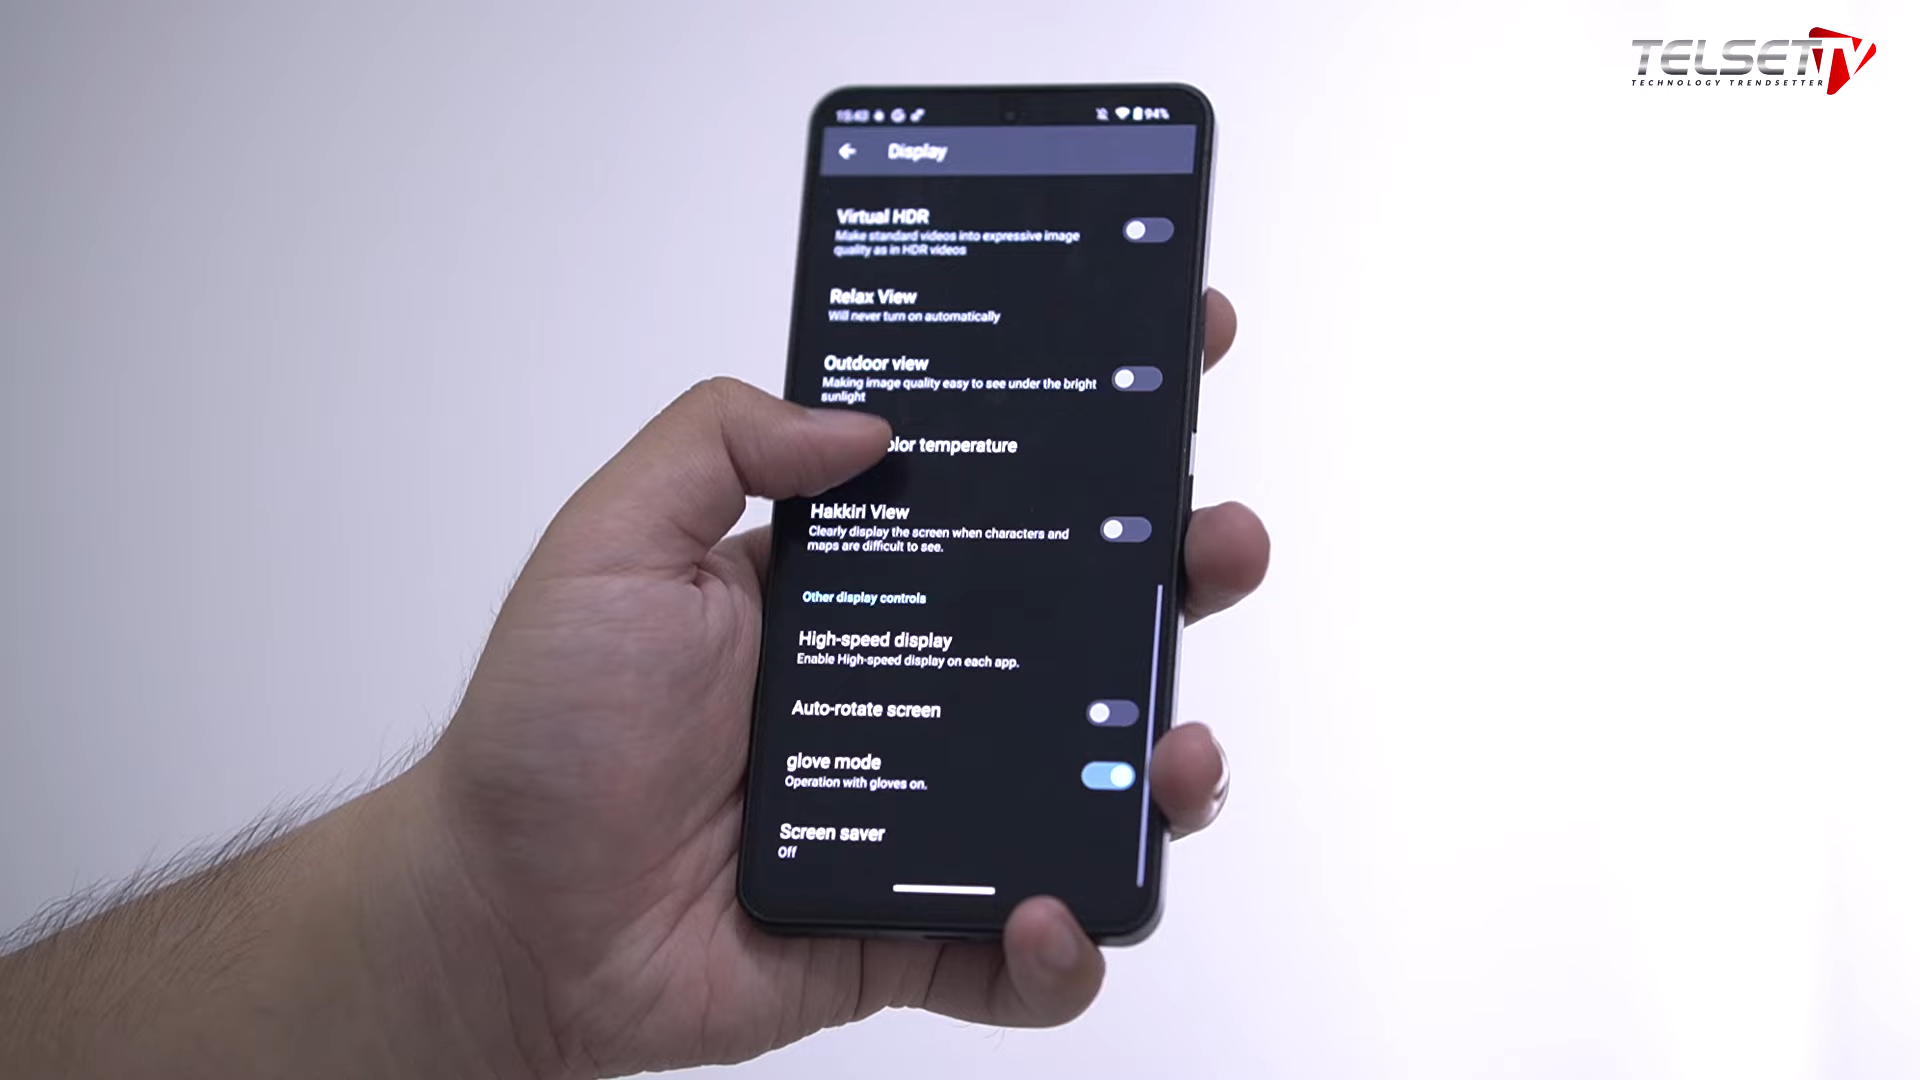 TELSET TV
TECHNOLOGY TRENDSETTER
15:43
94%
Display
Virtual HDR
Make standard videos into expressive image
quality as in HDR videos
Relax View
Will never turn on automatically
Outdoor view
Making image quality easy to see under the bright
sunlight
olor temperature
Hakkiri View
Clearly display the screen when characters and
maps are difficult to see.
Other display controls
High-speed display
Enable High-speed display on each app.
Auto-rotate screen
glove mode
Operation with gloves on.
Screen saver
Off